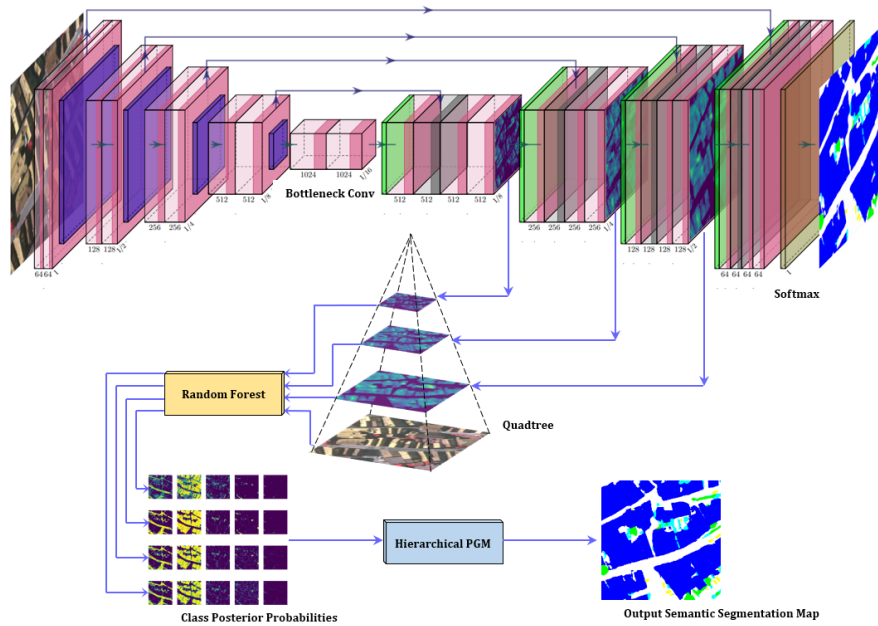 64 64 1
128 128 1/2
256 256 1/4
512 512 1/8
1024 1024 1/16
Bottleneck Conv
512 512 512 512 1/8
256 256 256 256 1/4
128 128 128 128 1/2
64 64 64 64 1
Softmax
Random Forest
Quadtree
Hierarchical PGM
Class Posterior Probabilities
Output Semantic Segmentation Map